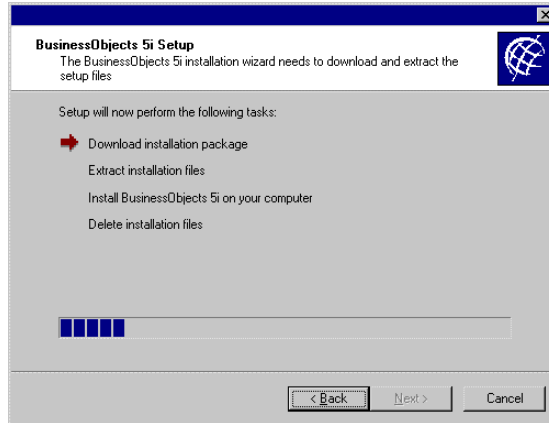 BusinessObjects 5i Setup
The BusinessObjects 5i installation wizard needs to download and extract the
setup files
Setup will now perform the following tasks:
Download installation package
Extract installation files
Install BusinessObjects 5i on your computer
Delete installation files
< Back
Next >
Cancel